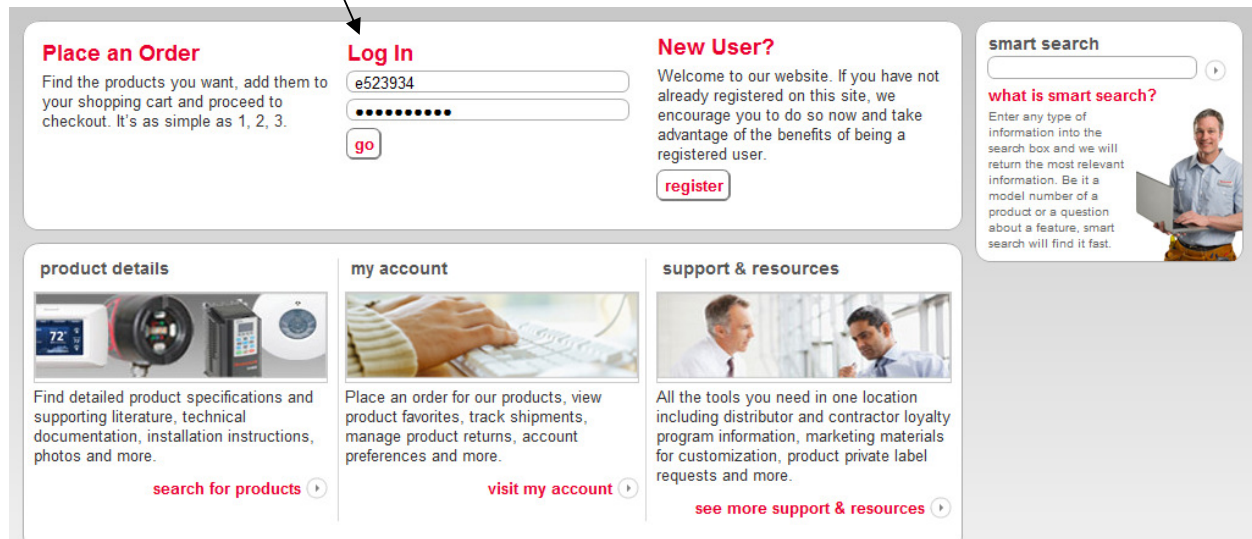 Place an Order
Find the products you want, add them to
your shopping cart and proceed to
checkout. It's as simple as 1, 2, 3.
Log In
e523934
••••••••••
go
New User?
Welcome to our website. If you have not
already registered on this site, we
encourage you to do so now and take
advantage of the benefits of being a
registered user.
register
smart search
what is smart search?
Enter any type of
information into the
search box and we will
return the most relevant
information. Be it a
model number of a
product or a question
about a feature, smart
search will find it fast.
product details
72°
Find detailed product specifications and
supporting literature, technical
documentation, installation instructions,
photos and more.
search for products
my account
Place an order for our products, view
product favorites, track shipments,
manage product returns, account
preferences and more.
visit my account
support & resources
All the tools you need in one location
including distributor and contractor loyalty
program information, marketing materials
for customization, product private label
requests and more.
see more support & resources